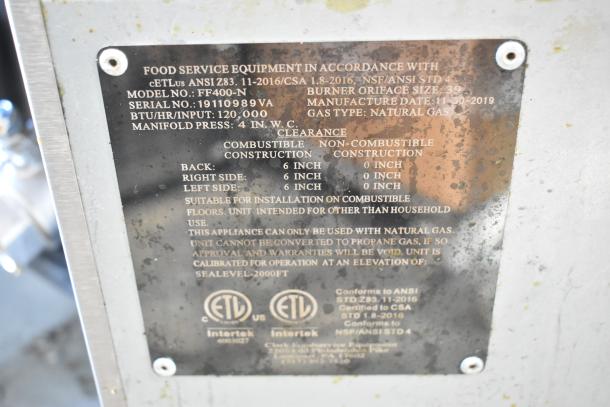 FOOD SERVICE EQUIPMENT IN ACCORDANCE WITH
cETLus ANSI Z83. 11-2016/CSA 1.8-2016, NSF/ANSI STD 4
MODEL NO.: FF400-N BURNER ORIFACE SIZE: 39
SERIAL NO.: 19110989VA MANUFACTURE DATE: 11-30-2019
BTU/HR/INPUT: 120,000 GAS TYPE: NATURAL GAS
MANIFOLD PRESS: 4 IN. W. C.
CLEARANCE
COMBUSTIBLE NON-COMBUSTIBLE
CONSTRUCTION CONSTRUCTION
BACK: 6 INCH 0 INCH
RIGHT SIDE: 6 INCH 0 INCH
LEFT SIDE: 6 INCH 0 INCH
SUITABLE FOR INSTALLATION ON COMBUSTIBLE
FLOORS. UNIT INTENDED FOR OTHER THAN HOUSEHOLD
USE.
THIS APPLIANCE CAN ONLY BE USED WITH NATURAL GAS.
UNIT CANNOT BE CONVERTED TO PROPANE GAS, IF SO
APPROVAL AND WARRANTIES WILL BE VOID. UNIT IS
CALIBRATED FOR OPERATION AT AN ELEVATION OF:
SEALEVEL-2000FT
C ETL US ETL
Intertek Intertek
Conforms to ANSI
STD Z83. 11-2016
Certified to CSA
STD 1.8-2016
Conforms to
NSF/ANSI STD 4
Clark Foodservice Equipment
Lancaster, PA 17602